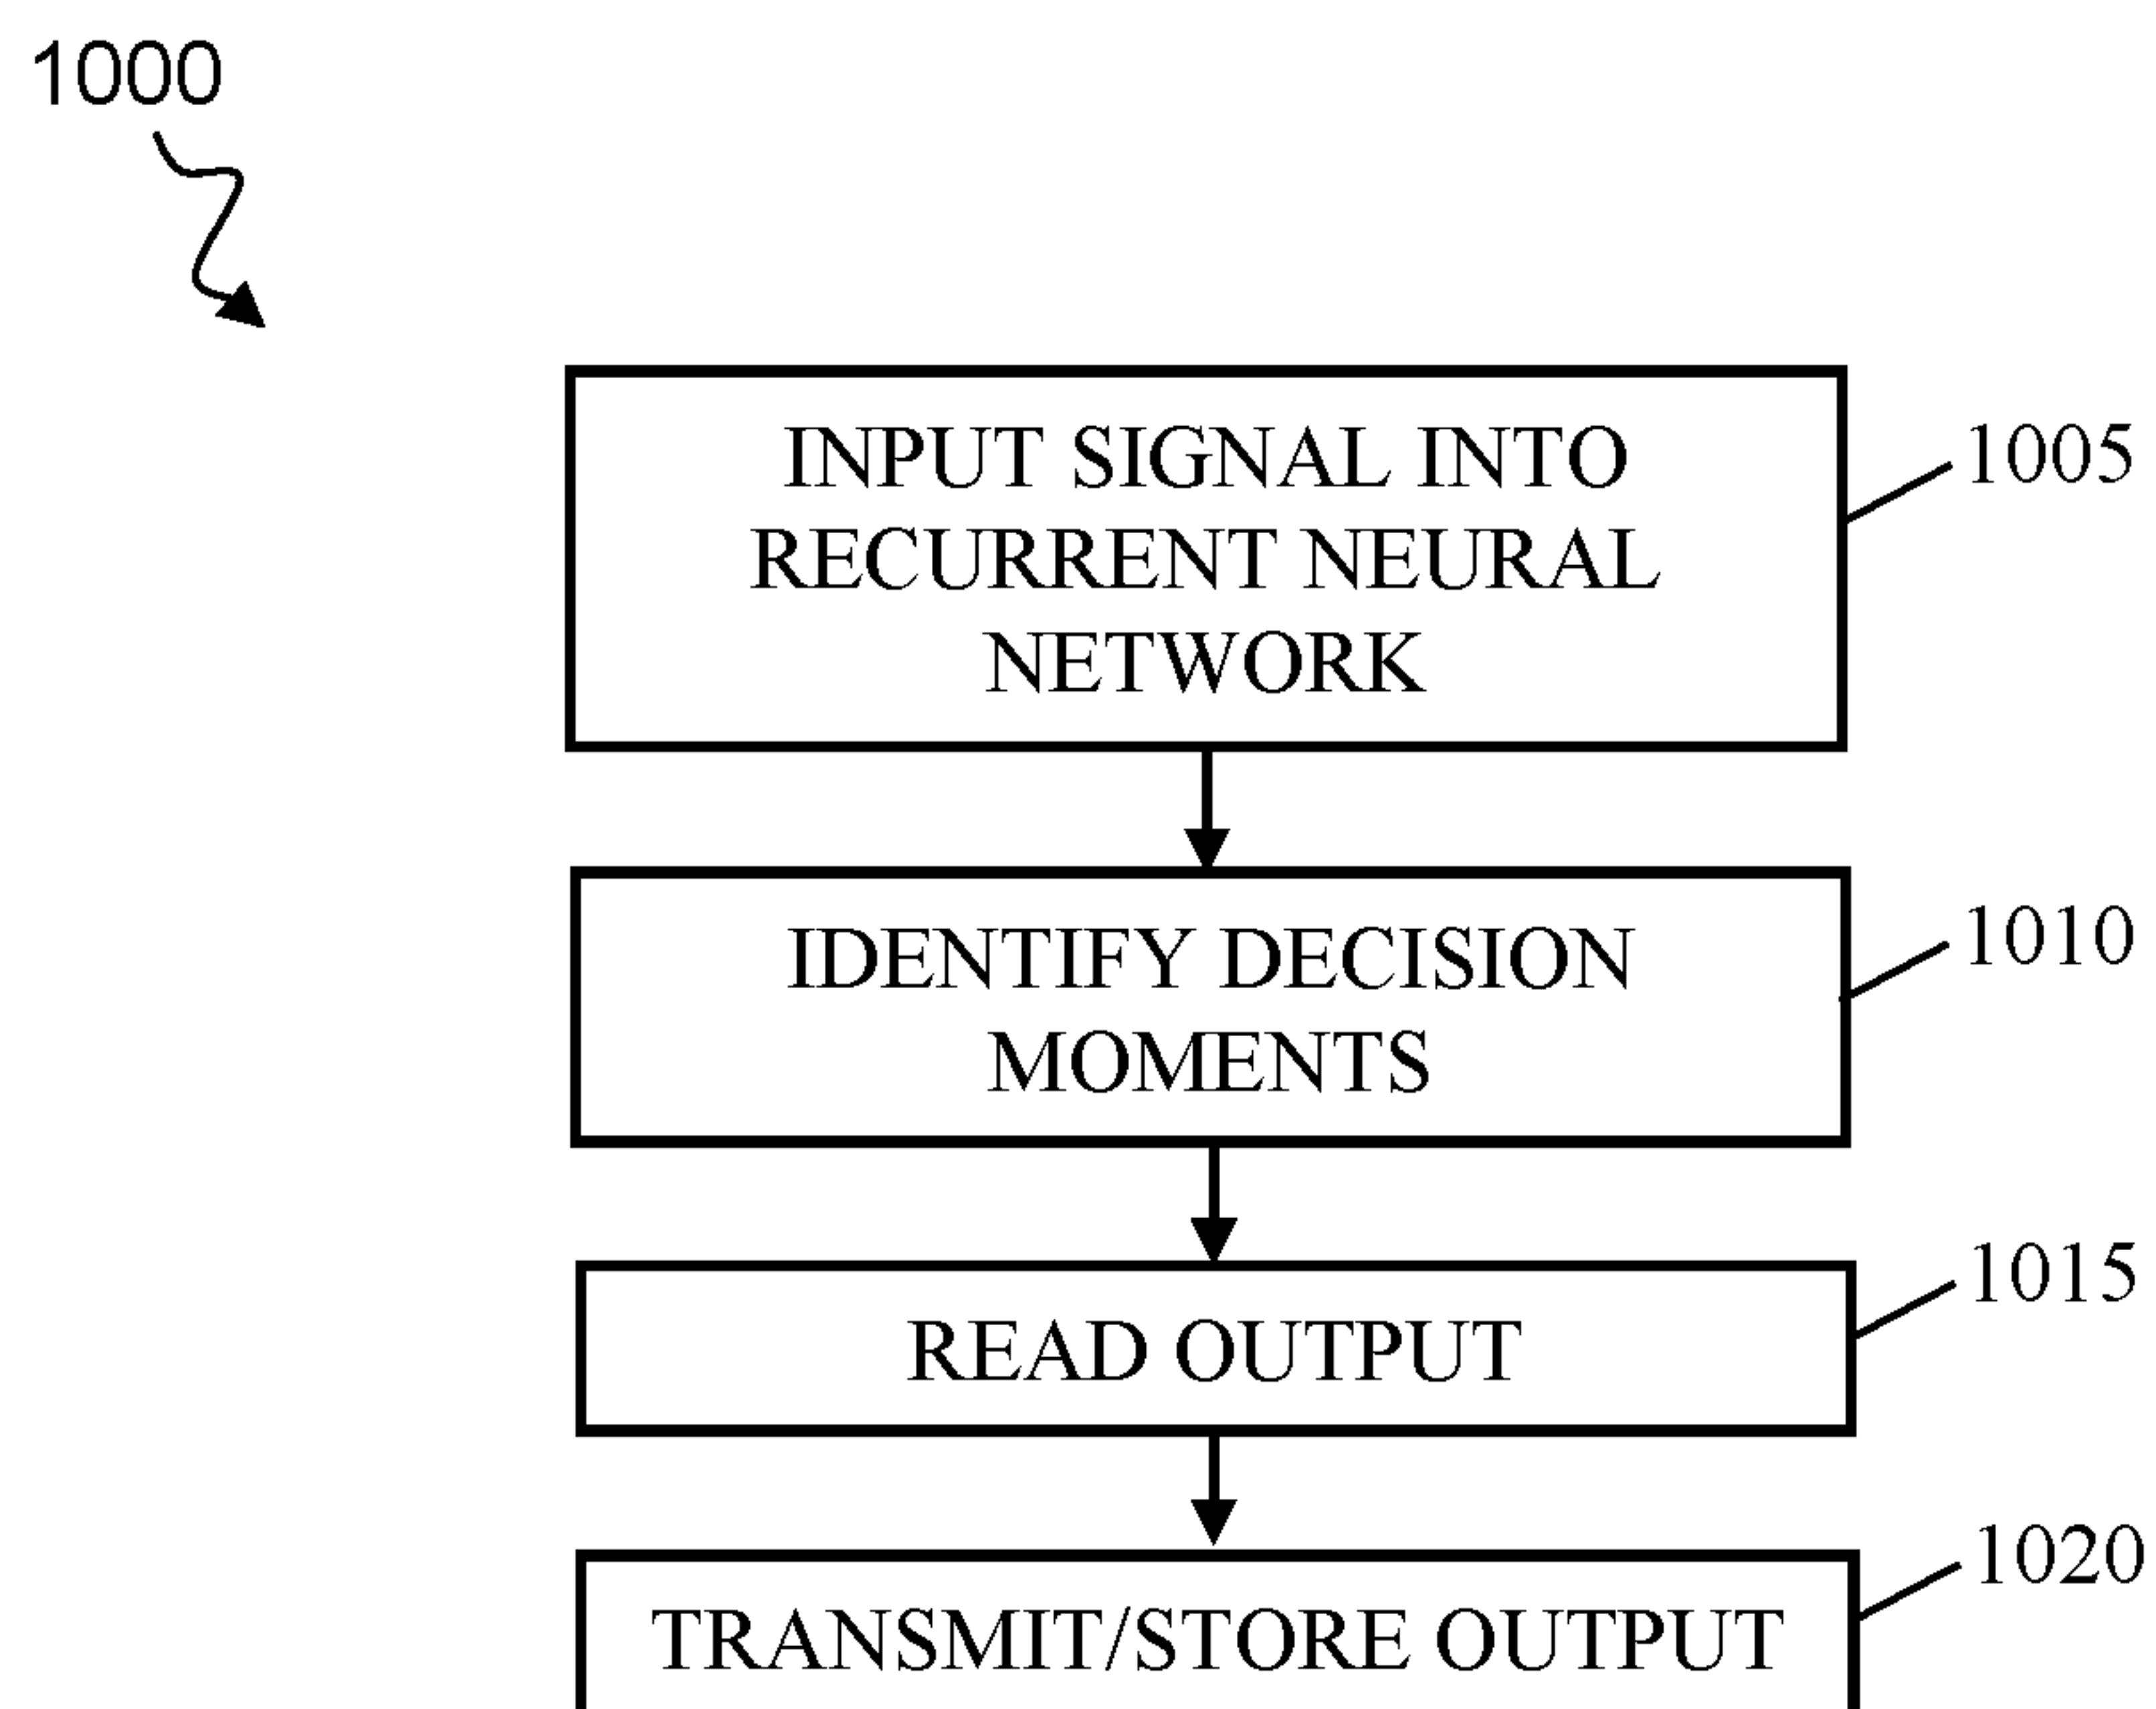 1000
INPUT SIGNAL INTO
RECURRENT NEURAL
NETWORK
1005
IDENTIFY DECISION
MOMENTS
1010
READ OUTPUT
1015
TRANSMIT/STORE OUTPUT
1020